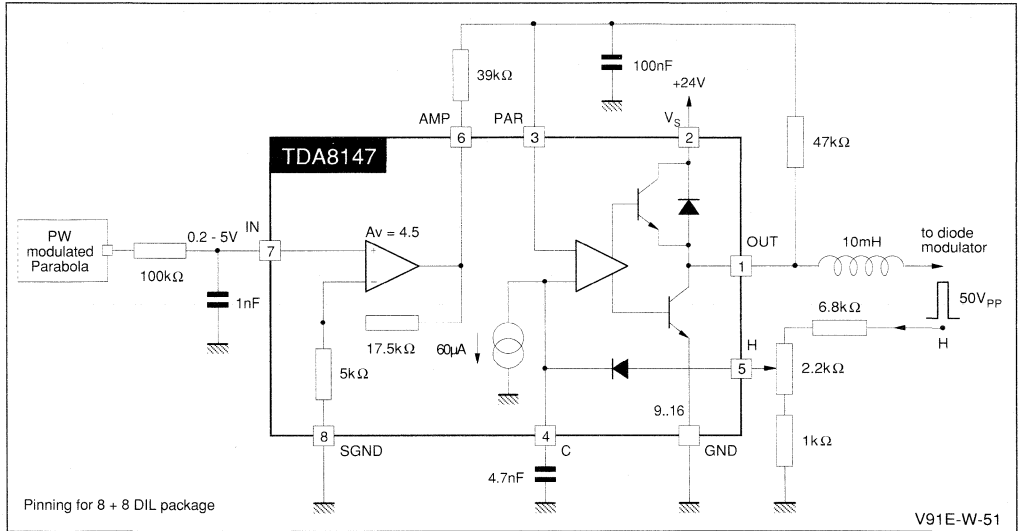 39kΩ
100nF
+24V
AMP
PAR
V_S
6
3
2
47kΩ
TDA8147
PW
modulated
Parabola
0.2 - 5V
IN
Av = 4.5
OUT
10mH
to diode
modulator
7
+
−
1
100kΩ
1nF
17.5kΩ
60µA
6.8kΩ
50V_PP
H
H
5
5kΩ
2.2kΩ
9..16
1kΩ
8
SGND
4
C
GND
4.7nF
Pinning for 8 + 8 DIL package
V91E-W-51